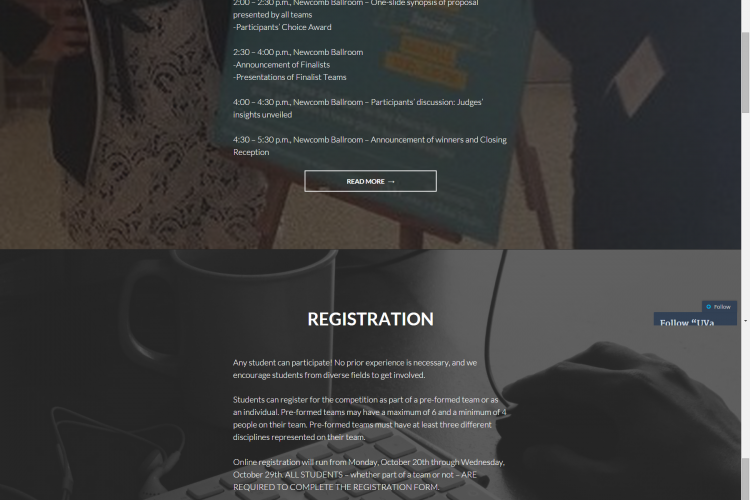 2:00 – 2:30 p.m., Newcomb Ballroom – One-slide synopsis of proposal
presented by all teams
-Participants' Choice Award
2:30 – 4:00 p.m., Newcomb Ballroom
-Announcement of Finalists
-Presentations of Finalist Teams
4:00 – 4:30 p.m., Newcomb Ballroom – Participants' discussion: Judges'
insights unveiled
4:30 – 5:30 p.m., Newcomb Ballroom – Announcement of winners and Closing
Reception
READ MORE →
REGISTRATION
Follow
Follow “UVa
Any student can participate! No prior experience is necessary, and we
encourage students from diverse fields to get involved.
Students can register for the competition as part of a pre-formed team or as
an individual. Pre-formed teams may have a maximum of 6 and a minimum of 4
people on their team. Pre-formed teams must have at least three different
disciplines represented on their team.
Online registration will run from Monday, October 20th through Wednesday,
October 29th. ALL STUDENTS – whether part of a team or not – ARE
REQUIRED TO COMPLETE THE REGISTRATION FORM.